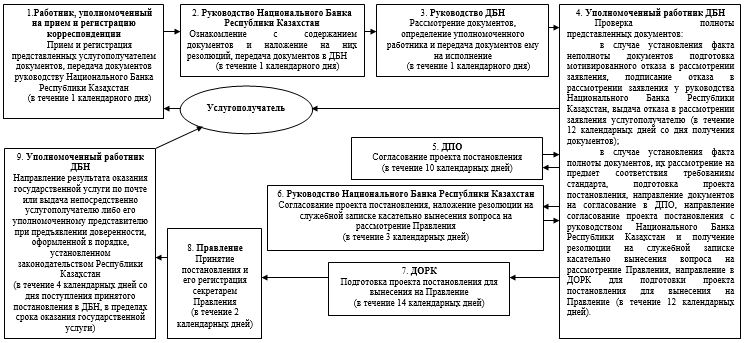 1.Работник, уполномоченный
на прием и регистрацию
корреспонденции
Прием и регистрация
представленных услугополучателем
документов, передача документов
руководству Национального Банка
Республики Казахстан
(в течение 1 календарного дня)
2. Руководство Национального Банка
Республики Казахстан
Ознакомление с содержанием
документов и наложение на них
резолюций, передача документов в ДБН
(в течение 1 календарного дня)
3. Руководство ДБН
Рассмотрение документов,
определение уполномоченного
работника и передача документов ему
на исполнение
(в течение 1 календарного дня)
4. Уполномоченный работник ДБН
Проверка полноты
представленных документов:
в случае установления факта
неполноты документов подготовка
мотивированного отказа в рассмотрении
заявления, подписание отказа в
рассмотрении заявления у руководства
Национального Банка Республики
Казахстан, выдача отказа в рассмотрении
заявления услугополучателю (в течение
12 календарных дней со дня получения
документов);
в случае установления факта
полноты документов, их рассмотрение на
предмет соответствия требованиям
стандарта, подготовка проекта
постановления, направление документов
на согласование в ДПО, направление
согласование проекта постановления с
руководством Национального Банка
Республики Казахстан и получение
резолюции на служебной записке
касательно вынесения вопроса на
рассмотрение Правления, направление в
ДОРК для подготовки проекта
постановления для вынесения на
Правление (в течение 12 календарных
дней).
Услугополучатель
5. ДПО
Согласование проекта постановления
(в течение 10 календарных дней)
6. Руководство Национального Банка Республики Казахстан
Согласование проекта постановления, наложение резолюции на
служебной записке касательно вынесения вопроса на
рассмотрение Правления
(в течение 3 календарных дней)
7. ДОРК
Подготовка проекта постановления для
вынесения на Правление
(в течение 14 календарных дней)
8. Правление
Принятие
постановления и
его регистрация
секретарем
Правления
(в течение 2
календарных дней)
9. Уполномоченный работник
ДБН
Направление результата оказания
государственной услуги по почте
или выдача непосредственно
услугополучателю либо его
уполномоченному представителю
при предъявлении доверенности,
оформленной в порядке,
установленном
законодательством Республики
Казахстан
(в течение 4 календарных дней со
дня поступления принятого
постановления в ДБН, в пределах
срока оказания государственной
услуги)